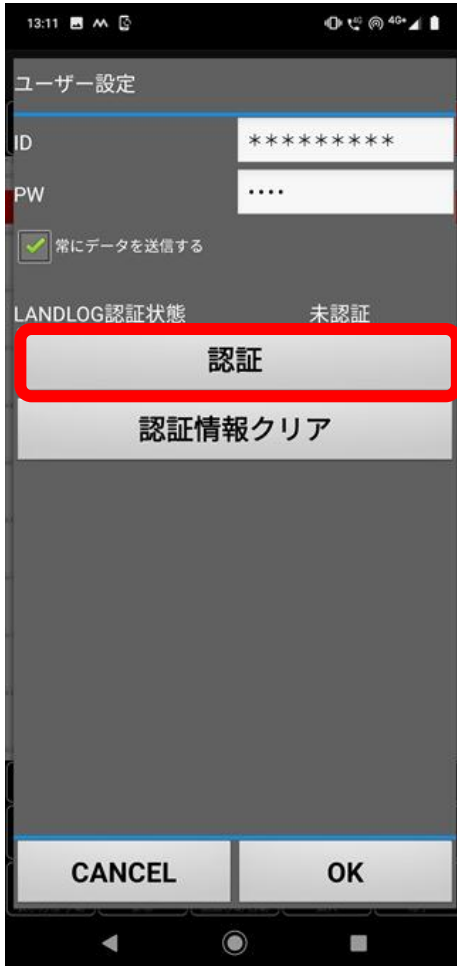 13:11
4G+
ユーザー設定
ID *********
PW ····
常にデータを送信する
LANDLOG認証状態 未認証
認証
認証情報クリア
CANCEL OK